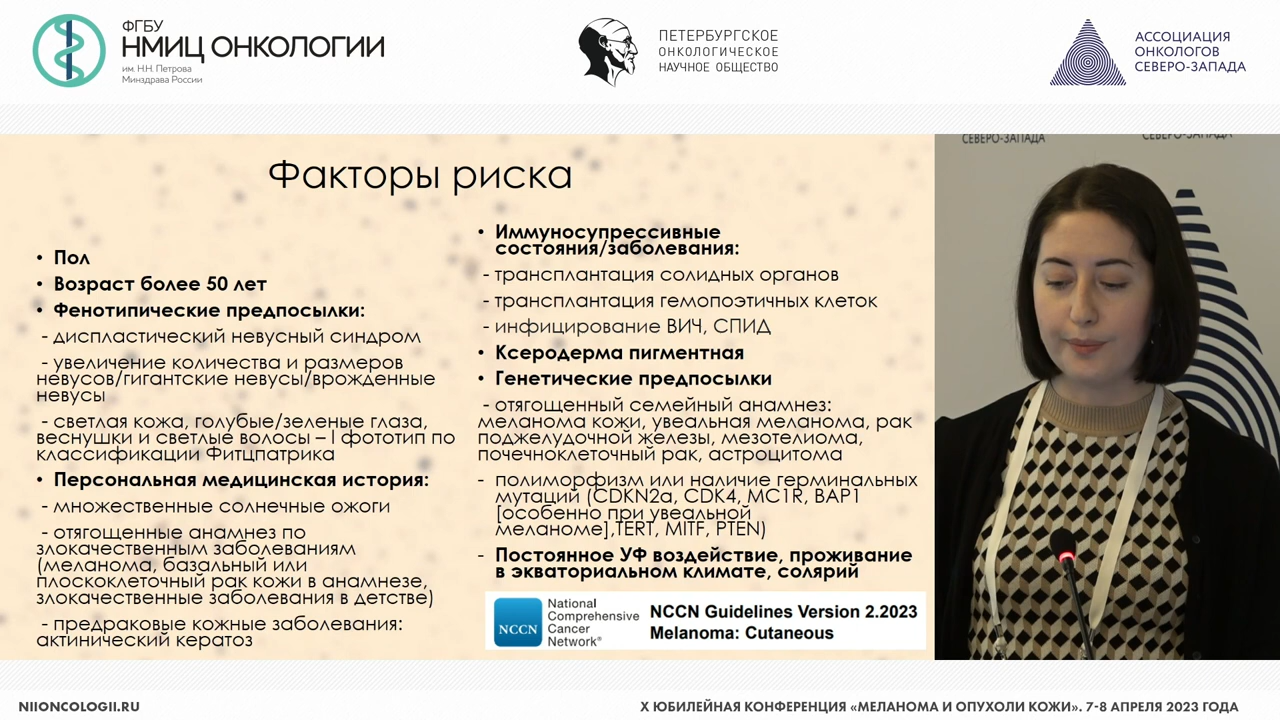 ФГБУ
НМИЦ ОНКОЛОГИИ
им. Н.Н. Петрова
Минздрава России
ПЕТЕРБУРГСКОЕ
ОНКОЛОГИЧЕСКОЕ
НАУЧНОЕ ОБЩЕСТВО
АССОЦИАЦИЯ
ОНКОЛОГОВ
СЕВЕРО-ЗАПАДА
Факторы риска
• Пол
• Возраст более 50 лет
• Фенотипические предпосылки:
- диспластический невусный синдром
- увеличение количества и размеров
невусов/гигантские невусы/врожденные
невусы
- светлая кожа, голубые/зеленые глаза,
веснушки и светлые волосы – I фототип по
классификации Фитцпатрика
• Персональная медицинская история:
- множественные солнечные ожоги
- отягощенные анамнез по
злокачественным заболеваниям
(меланома, базальный или
плоскоклеточный рак кожи в анамнезе,
злокачественные заболевания в детстве)
- предраковые кожные заболевания:
актинический кератоз
• Иммуносупрессивные
состояния/заболевания:
- трансплантация солидных органов
- трансплантация гемопоэтичных клеток
- инфицирование ВИЧ, СПИД
• Ксеродерма пигментная
• Генетические предпосылки
- отягощенный семейный анамнез:
меланома кожи, увеальная меланома, рак
поджелудочной железы, мезотелиома,
почечноклеточный рак, астроцитома
- полиморфизм или наличие герминальных
мутаций (CDKN2a, CDK4, MC1R, BAP1
[особенно при увеальной
меланоме],TERT, MITF, PTEN)
- Постоянное УФ воздействие, проживание
в экваториальном климате, солярий
NCCN
National
Comprehensive
Cancer
Network®
NCCN Guidelines Version 2.2023
Melanoma: Cutaneous
СЕВЕРО-ЗАПАДА
СЕВЕРО-ЗАПАДА
NIIONCOLOGII.RU
X ЮБИЛЕЙНАЯ КОНФЕРЕНЦИЯ «МЕЛАНОМА И ОПУХОЛИ КОЖИ». 7-8 АПРЕЛЯ 2023 ГОДА